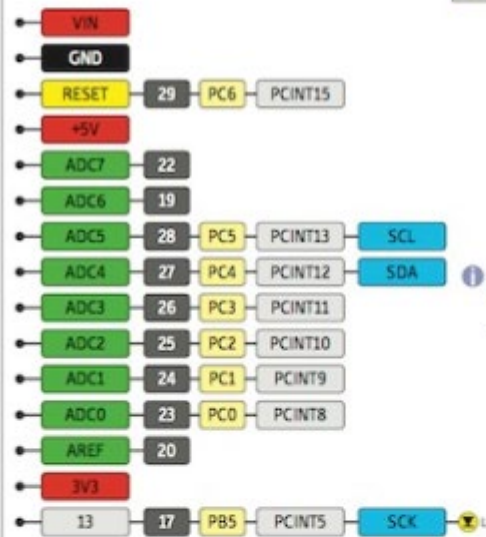 VIN
GND
RESET 29 PC6 PCINT15
+5V
ADC7 22
ADC6 19
ADC5 28 PC5 PCINT13 SCL
ADC4 27 PC4 PCINT12 SDA
ADC3 26 PC3 PCINT11
ADC2 25 PC2 PCINT10
ADC1 24 PC1 PCINT9
ADC0 23 PC0 PCINT8
AREF 20
3V3
13 17 PB5 PCINT5 SCK L